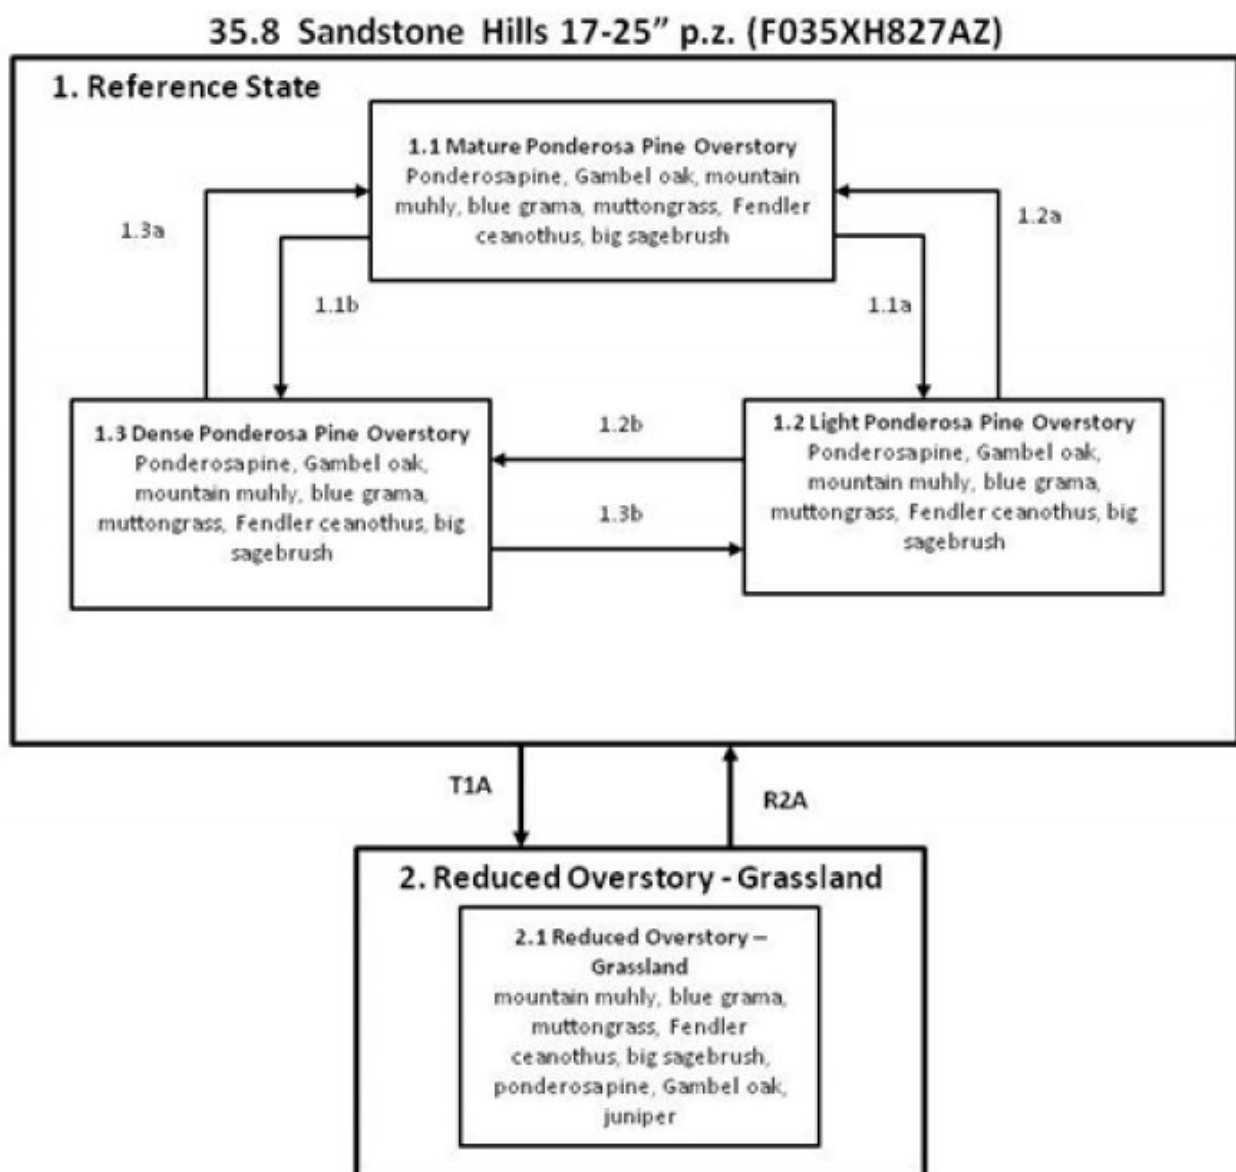 35.8 Sandstone Hills 17-25” p.z. (F035XH827AZ)
1. Reference State
1.1 Mature Ponderosa Pine Overstory
Ponderosapine, Gambel oak, mountain
muhly, blue grama, muttongrass, Fendler
ceanothus, big sagebrush
1.3a
1.2a
1.1b
1.1a
1.3 Dense Ponderosa Pine Overstory
Ponderosapine, Gambel oak,
mountain muhly, blue grama,
muttongrass, Fendler ceanothus, big
sagebrush
1.2b
1.3b
1.2 Light Ponderosa Pine Overstory
Ponderosapine, Gambel oak,
mountain muhly, blue grama,
muttongrass, Fendler ceanothus, big
sagebrush
T1A
R2A
2. Reduced Overstory - Grassland
2.1 Reduced Overstory –
Grassland
mountain muhly, blue grama,
muttongrass, Fendler
ceanothus, big sagebrush,
ponderosapine, Gambel oak,
juniper